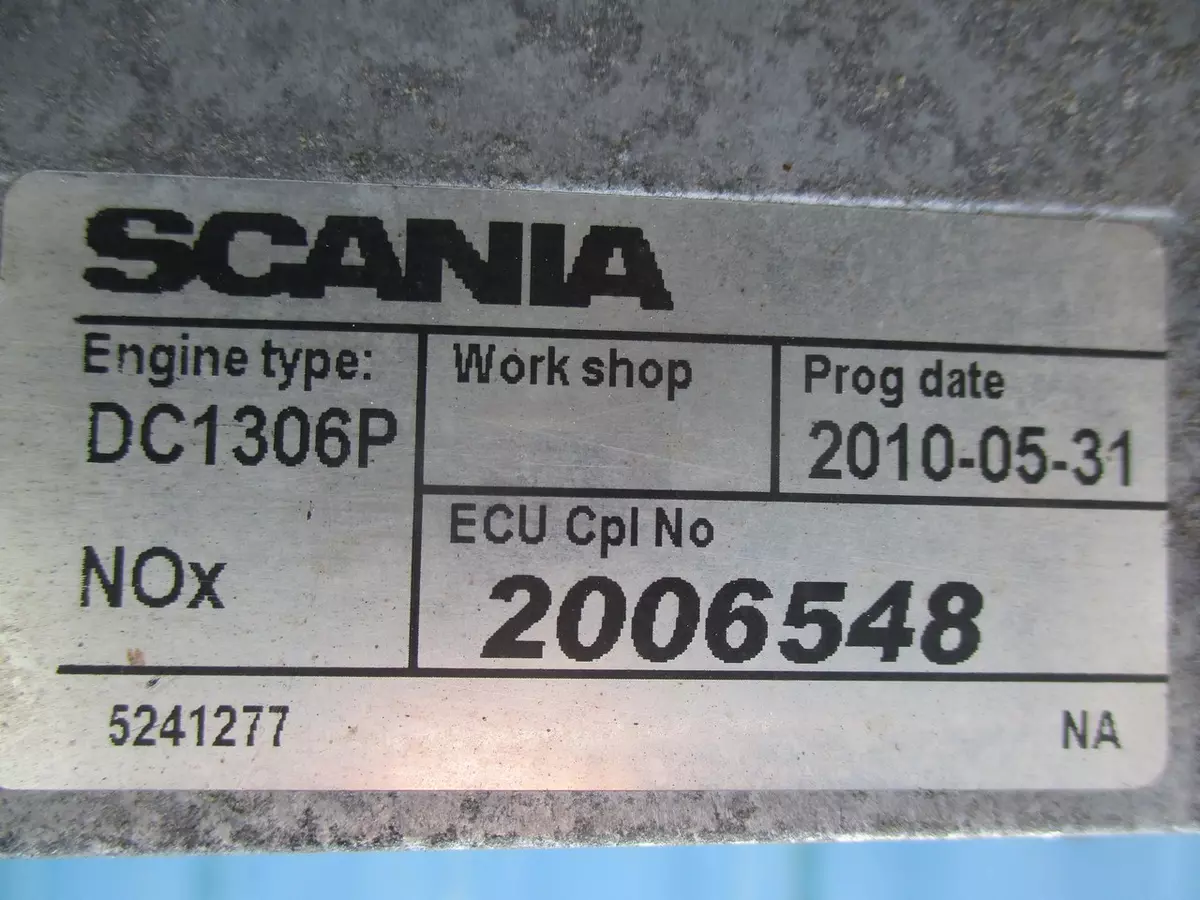 SCANIA
Engine type:
DC1306P
NOx
Work shop
Prog date
2010-05-31
ECU Cpl No
2006548
5241277
NA